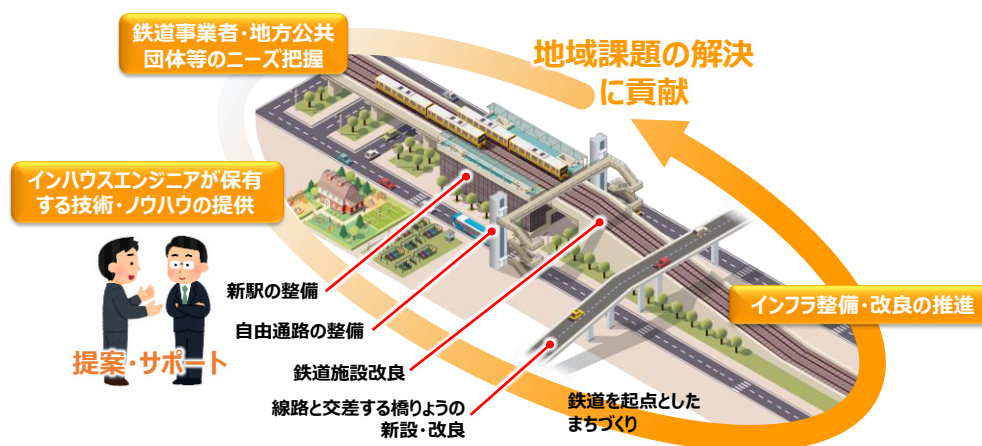 鉄道事業者・地方公共
団体等のニーズ把握
地域課題の解決
に貢献
インハウスエンジニアが保有
する技術・ノウハウの提供
提案・サポート
新駅の整備
自由通路の整備
鉄道施設改良
線路と交差する橋りょうの
新設・改良
鉄道を起点とした
まちづくり
インフラ整備・改良の推進